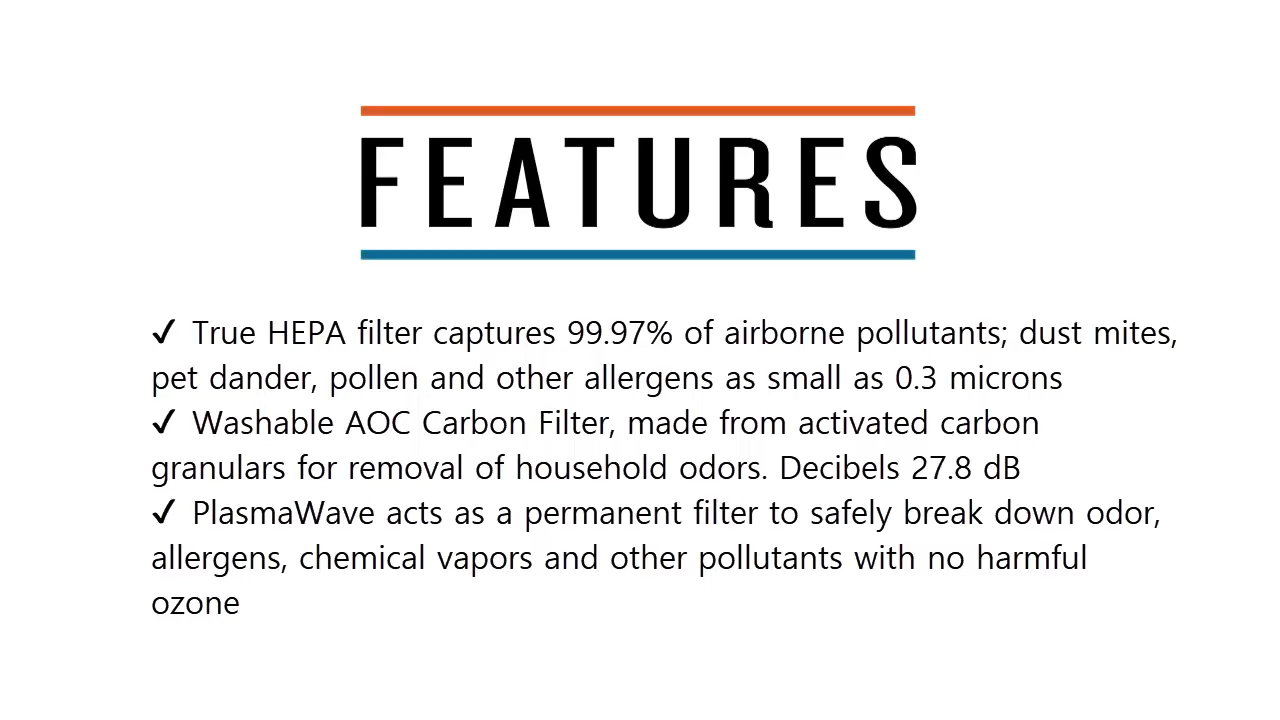 FEATURES
✔ True HEPA filter captures 99.97% of airborne pollutants; dust mites,
pet dander, pollen and other allergens as small as 0.3 microns
✔ Washable AOC Carbon Filter, made from activated carbon
granulars for removal of household odors. Decibels 27.8 dB
✔ PlasmaWave acts as a permanent filter to safely break down odor,
allergens, chemical vapors and other pollutants with no harmful
ozone